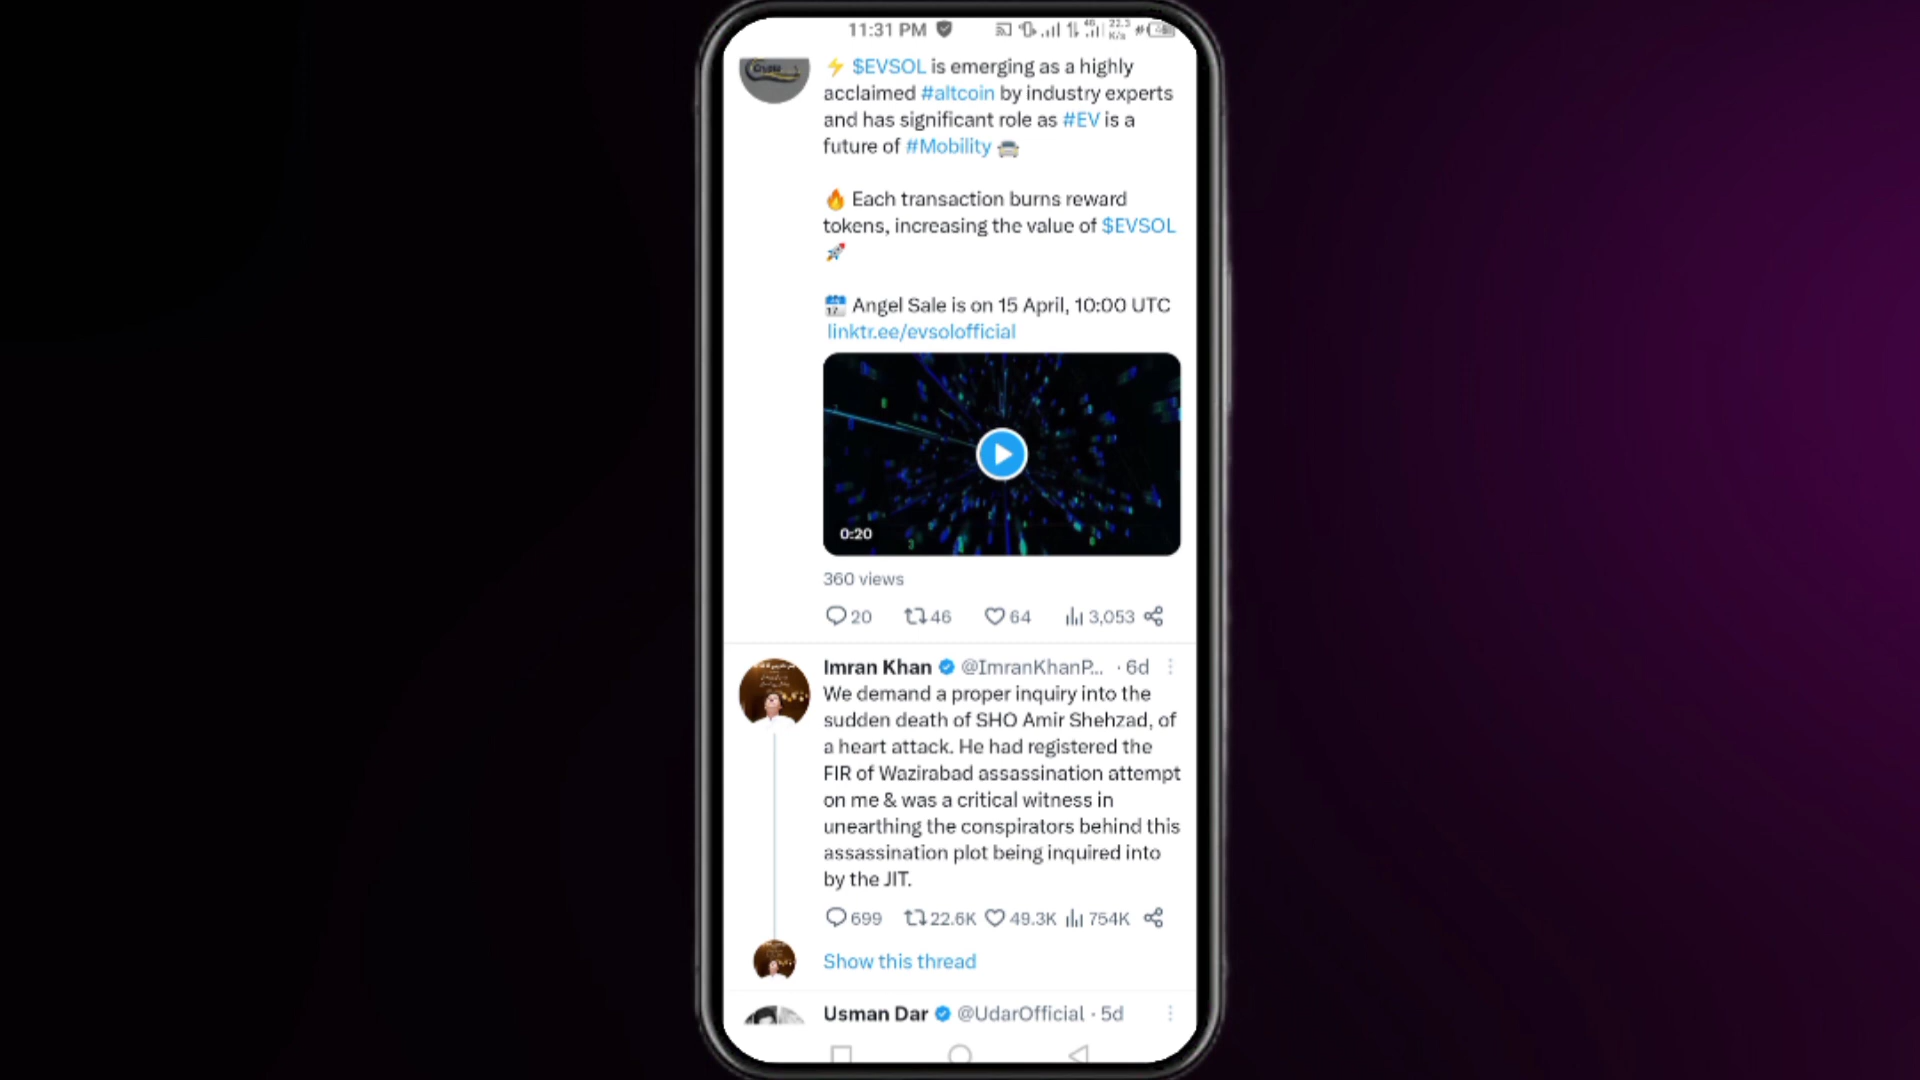 11:31 PM
4G 22.3 K/s
Crypto
⚡ $EVSOL is emerging as a highly
acclaimed #altcoin by industry experts
and has significant role as #EV is a
future of #Mobility 🚘
🔥 Each transaction burns reward
tokens, increasing the value of $EVSOL
🚀
📅 Angel Sale is on 15 April, 10:00 UTC
linktr.ee/evsolofficial
0:20
360 views
20 46 64 3,053
Imran Khan @ImranKhanP... · 6d
We demand a proper inquiry into the
sudden death of SHO Amir Shehzad, of
a heart attack. He had registered the
FIR of Wazirabad assassination attempt
on me & was a critical witness in
unearthing the conspirators behind this
assassination plot being inquired into
by the JIT.
699 22.6K 49.3K 754K
Show this thread
Usman Dar @UdarOfficial · 5d